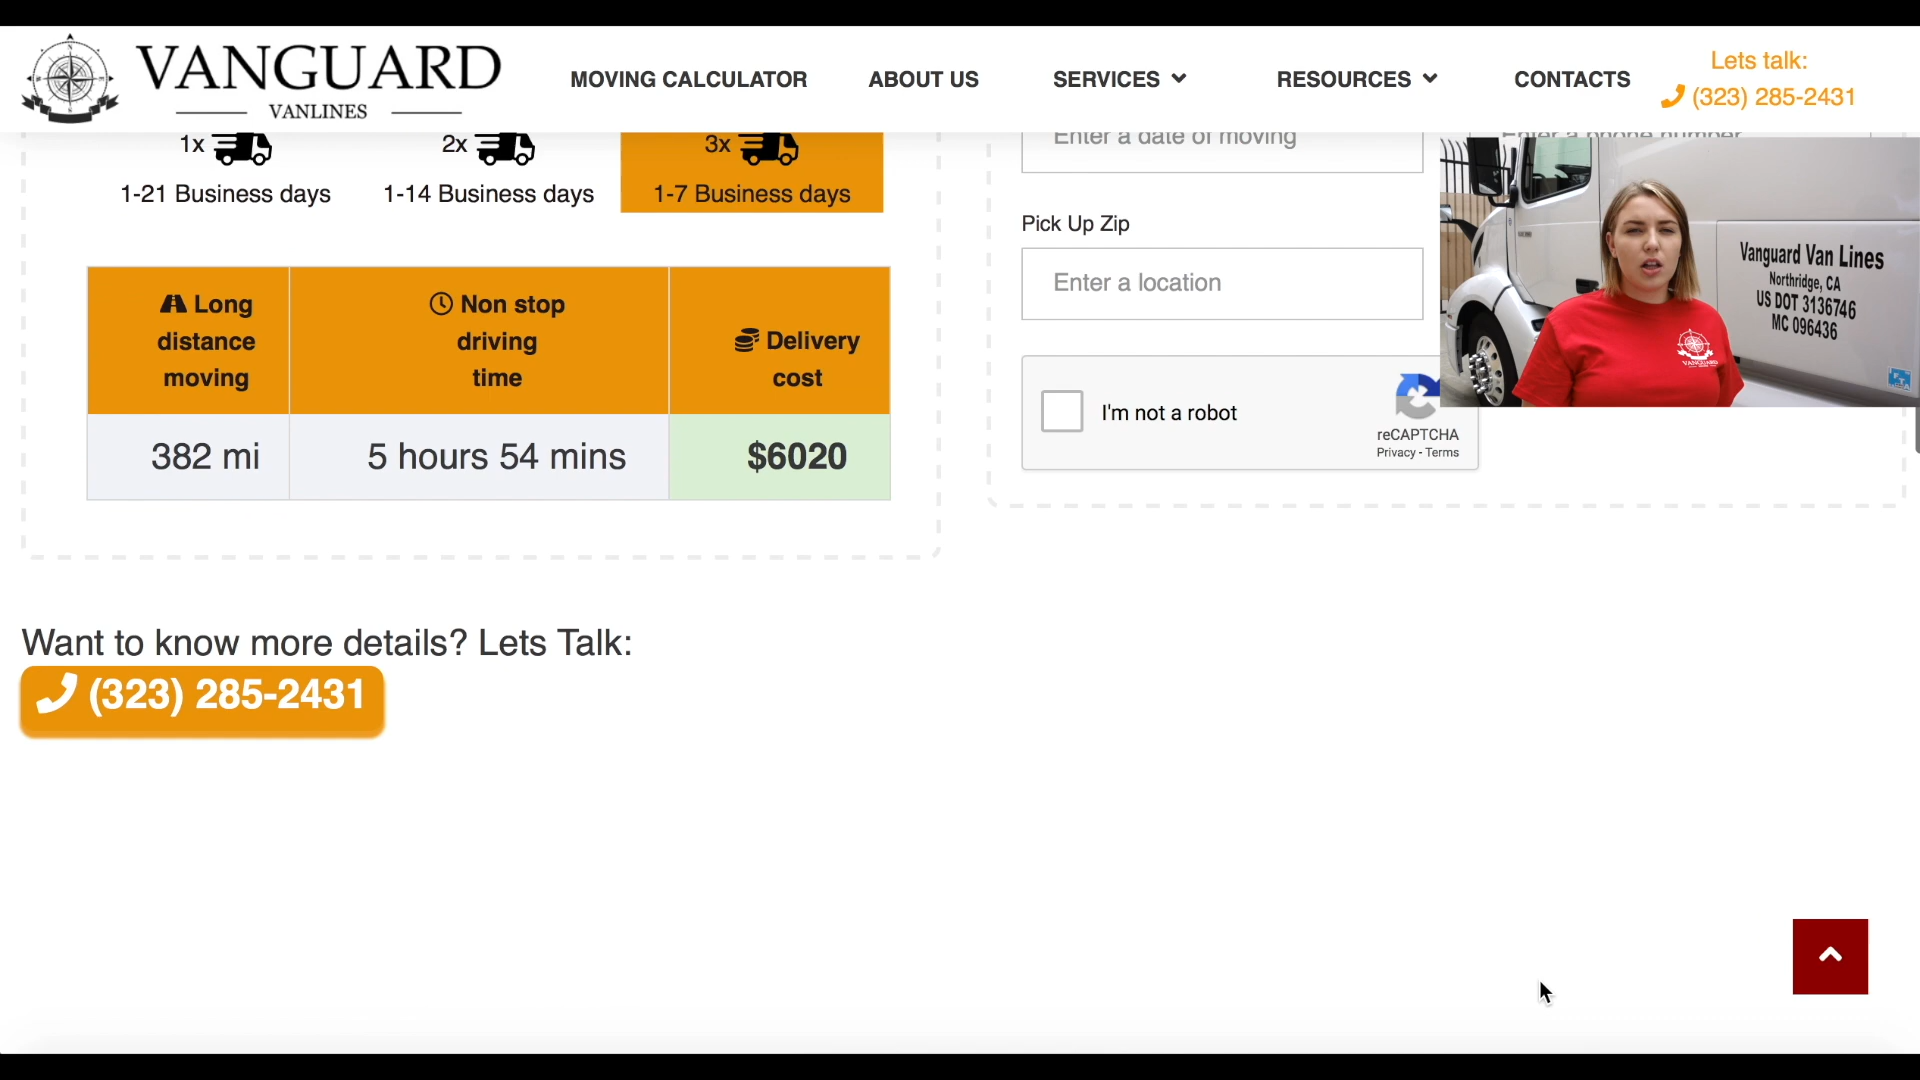 VANGUARD
VANLINES
MOVING CALCULATOR
ABOUT US
SERVICES
RESOURCES
CONTACTS
Lets talk:
(323) 285-2431
1x
2x
3x
1-21 Business days
1-14 Business days
1-7 Business days
Long
distance
moving
Non stop
driving
time
Delivery
cost
382 mi
5 hours 54 mins
$6020
Want to know more details? Lets Talk:
(323) 285-2431
Enter a date of moving
Enter a phone number
Pick Up Zip
Enter a location
I'm not a robot
reCAPTCHA
Privacy - Terms
Vanguard Van Lines
Northridge, CA
US DOT 3136746
MC 096436
VANGUARD